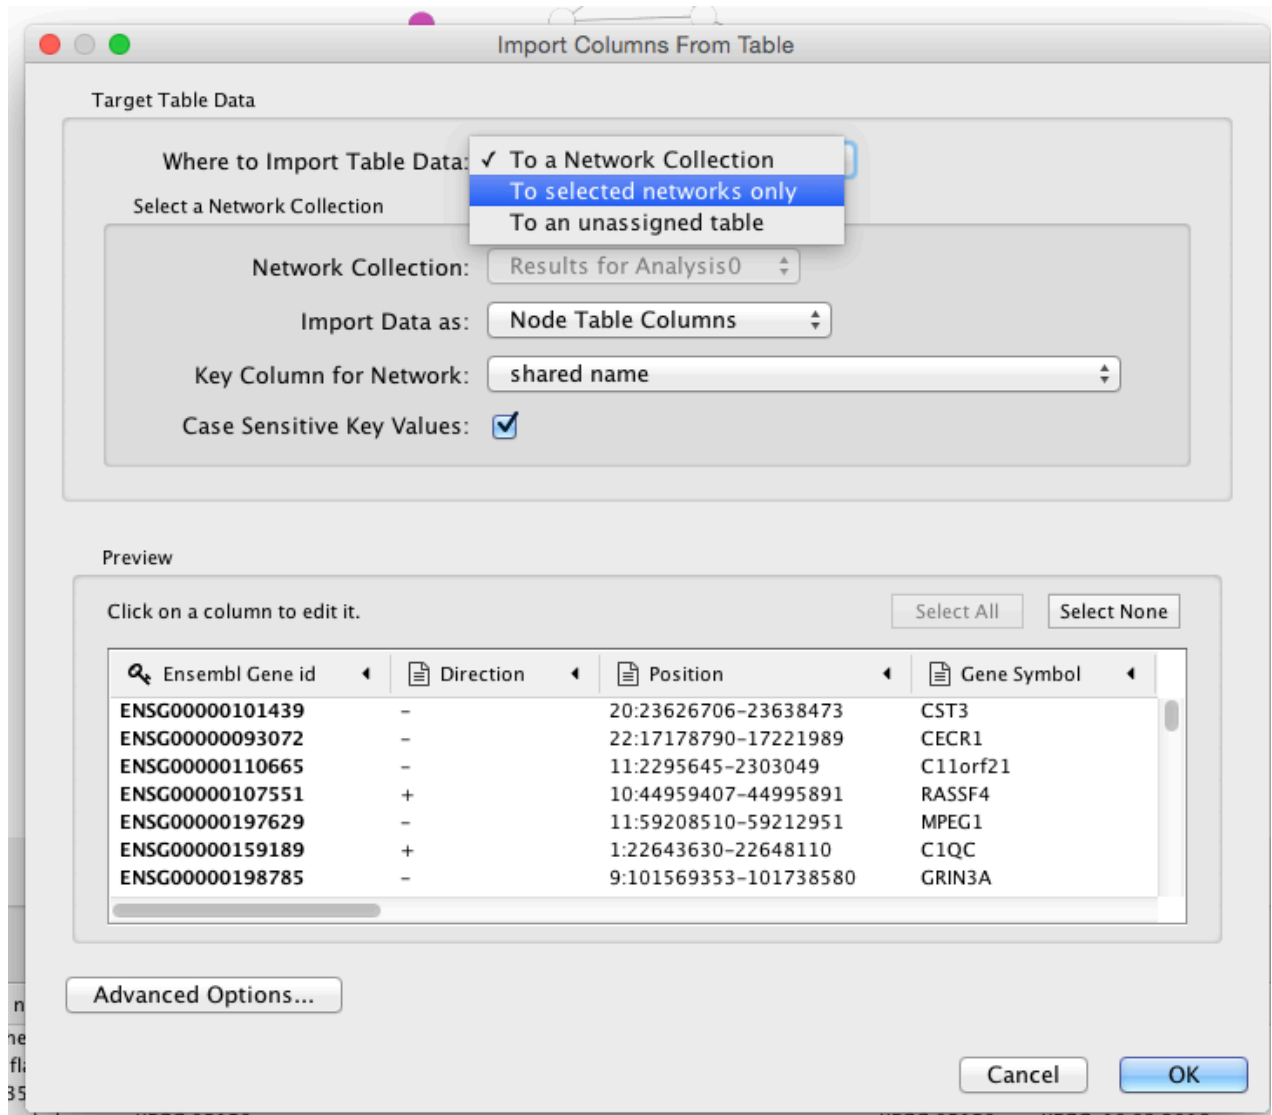 Import Columns From Table
Target Table Data
Where to Import Table Data: ✓ To a Network Collection
To selected networks only
Select a Network Collection
To an unassigned table
Network Collection: Results for Analysis0
Import Data as: Node Table Columns
Key Column for Network: shared name
Case Sensitive Key Values:
Preview
Click on a column to edit it. Select All Select None
Ensembl Gene id Direction Position Gene Symbol
ENSG00000101439 – 20:23626706–23638473 CST3
ENSG00000093072 – 22:17178790–17221989 CECR1
ENSG00000110665 – 11:2295645–2303049 C11orf21
ENSG00000107551 + 10:44959407–44995891 RASSF4
ENSG00000197629 – 11:59208510–59212951 MPEG1
ENSG00000159189 + 1:22643630–22648110 C1QC
ENSG00000198785 – 9:101569353–101738580 GRIN3A
Advanced Options...
Cancel OK